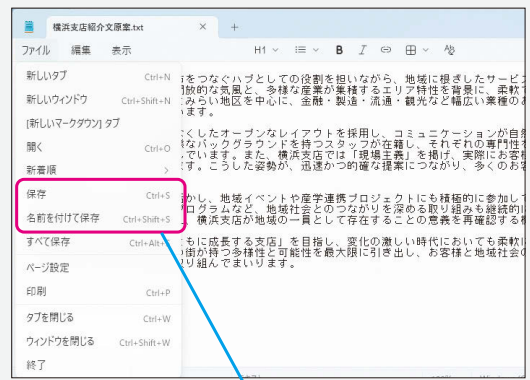 横浜支店紹介文原案.txt × +
ファイル 編集 表示 H1 B I
新しいタブ Ctrl+N
をつなぐハブとしての役割を担いながら、地域に根ざしたサービ
新しいウィンドウ Ctrl+Shift+N
放的な気風と、多様な産業が集積するエリア特性を背景に、柔軟
みらい地区を中心に、金融・製造・流通・観光など幅広い業種の
[新しいマークダウン] タブ
ます。
開く Ctrl+O
くしたオープンなレイアウトを採用し、コミュニケーションが自然
なバックグラウンドを持つスタッフが在籍し、それぞれの専門性
新着順
ています。また、横浜支店では「現場主義」を掲げ、実際にお客様
す。こうした姿勢が、迅速かつ的確な提案につながり、多くのお
保存 Ctrl+S
かし、地域イベントや産学連携プロジェクトにも積極的に参加して
名前を付けて保存 Ctrl+Shift+S
ログラムなど、地域社会とのつながりを深める取り組みも継続的に
、横浜支店が地域の一員として存在することの意義を再確認する
すべて保存 Ctrl+Alt+
もに成長する支店」を目指し、変化の激しい時代においても柔軟
の街が持つ多様性と可能性を最大限に引き出し、お客様と地域社会の
ページ設定
り組んでまいります。
印刷 Ctrl+P
タブを閉じる Ctrl+W
ウィンドウを閉じる Ctrl+Shift+W
終了